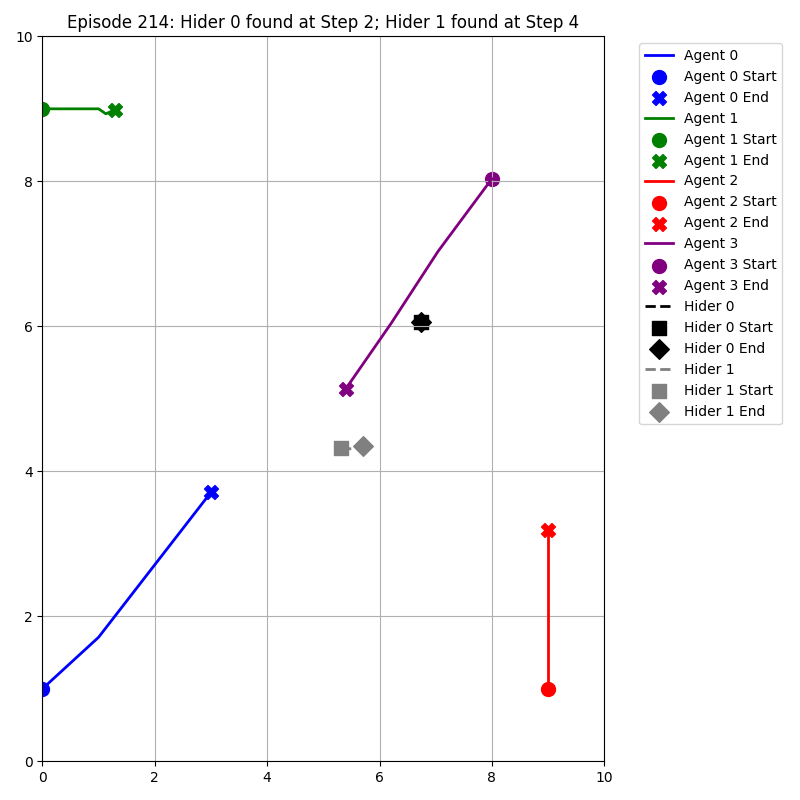 Episode 214: Hider 0 found at Step 2; Hider 1 found at Step 4
10
8
6
4
2
0
0 2 4 6 8 10
Agent 0
Agent 0 Start
Agent 0 End
Agent 1
Agent 1 Start
Agent 1 End
Agent 2
Agent 2 Start
Agent 2 End
Agent 3
Agent 3 Start
Agent 3 End
Hider 0
Hider 0 Start
Hider 0 End
Hider 1
Hider 1 Start
Hider 1 End